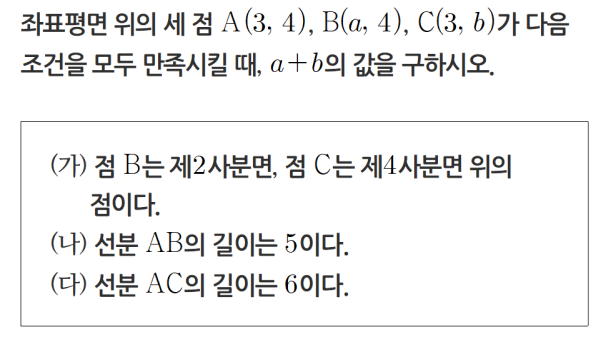 좌표평면 위의 세 점 A(3, 4), B(a, 4), C(3, b)가 다음
조건을 모두 만족시킬 때, a+b의 값을 구하시오.
(가) 점 B는 제2사분면, 점 C는 제4사분면 위의
점이다.
(나) 선분 AB의 길이는 5이다.
(다) 선분 AC의 길이는 6이다.